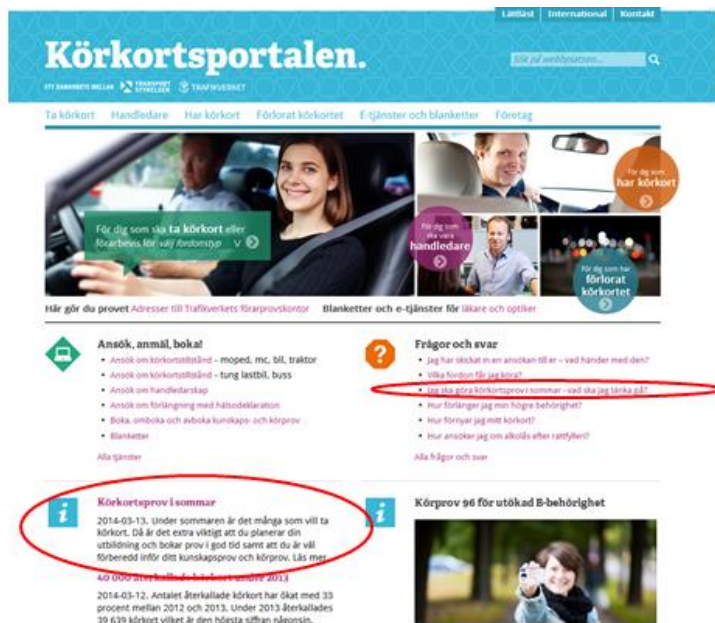 Lättläst International Kontakt
Körkortsportalen.
Sök på webbplatsen...
ETT SAMARBETE MELLAN TRANSPORT STYRELSEN TRAFIKVERKET
Ta körkort Handledare Har körkort Förlorat körkortet E-tjänster och blanketter Företag
För dig som
har körkort
För dig som ska ta körkort eller
förarbevis för välj fordonstyp
För dig som
ska vara
handledare
För dig som har
förlorat
körkortet
Här gör du provet Adresser till Trafikverkets förarprovskontor Blanketter och e-tjänster för läkare och optiker
Ansök, anmäl, boka!
• Ansök om körkortstillstånd - moped, mc, bil, traktor
• Ansök om körkortstillstånd - tung lastbil, buss
• Ansök om handledarskap
• Ansök om förlängning med hälsodeklaration
• Boka, omboka och avboka kunskaps- och körprov
• Blanketter
Alla tjänster
Frågor och svar
• Jag har skickat in en ansökan till er – vad händer med den?
• Vilka fordon får jag köra?
• Jag ska göra körkortsprov i sommar - vad ska jag tänka på?
• Hur förlänger jag min högre behörighet?
• Hur förnyar jag mitt körkort?
• Hur ansöker jag om alkolås efter rattfylleri?
Alla frågor och svar
Körkortsprov i sommar
2014-03-13. Under sommaren är det många som vill ta
körkort. Då är det extra viktigt att du planerar din
utbildning och bokar prov i god tid samt att du är väl
förberedd inför ditt kunskapsprov och körprov. Läs mer
40 000 återkallade körkort under 2013
2014-03-12. Antalet återkallade körkort har ökat med 33
procent mellan 2012 och 2013. Under 2013 återkallades
39 639 körkort vilket är den högsta siffran någonsin.
Körprov 96 för utökad B-behörighet